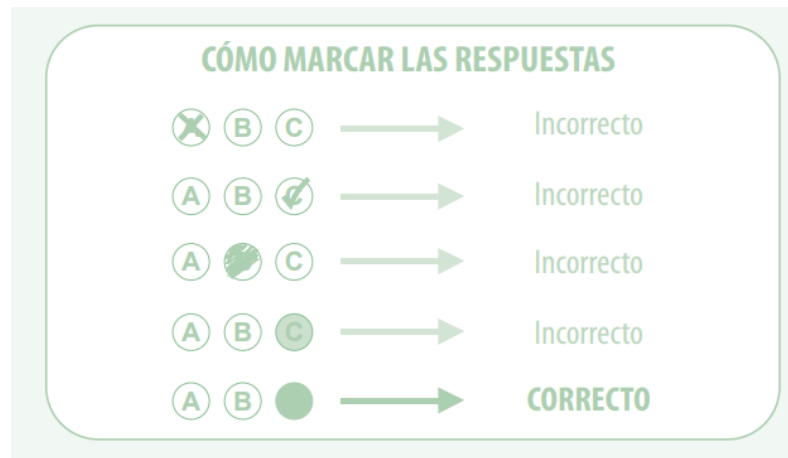 CÓMO MARCAR LAS RESPUESTAS
A B C Incorrecto
A B C Incorrecto
A C Incorrecto
A B C Incorrecto
A B CORRECTO